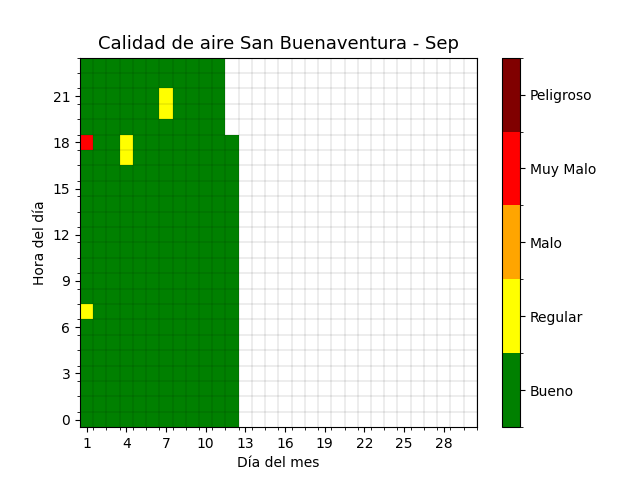 Calidad de aire San Buenaventura - Sep
Hora del día
21
18
15
12
9
6
3
0
1 4 7 10 13 16 19 22 25 28
Día del mes
Peligroso
Muy Malo
Malo
Regular
Bueno